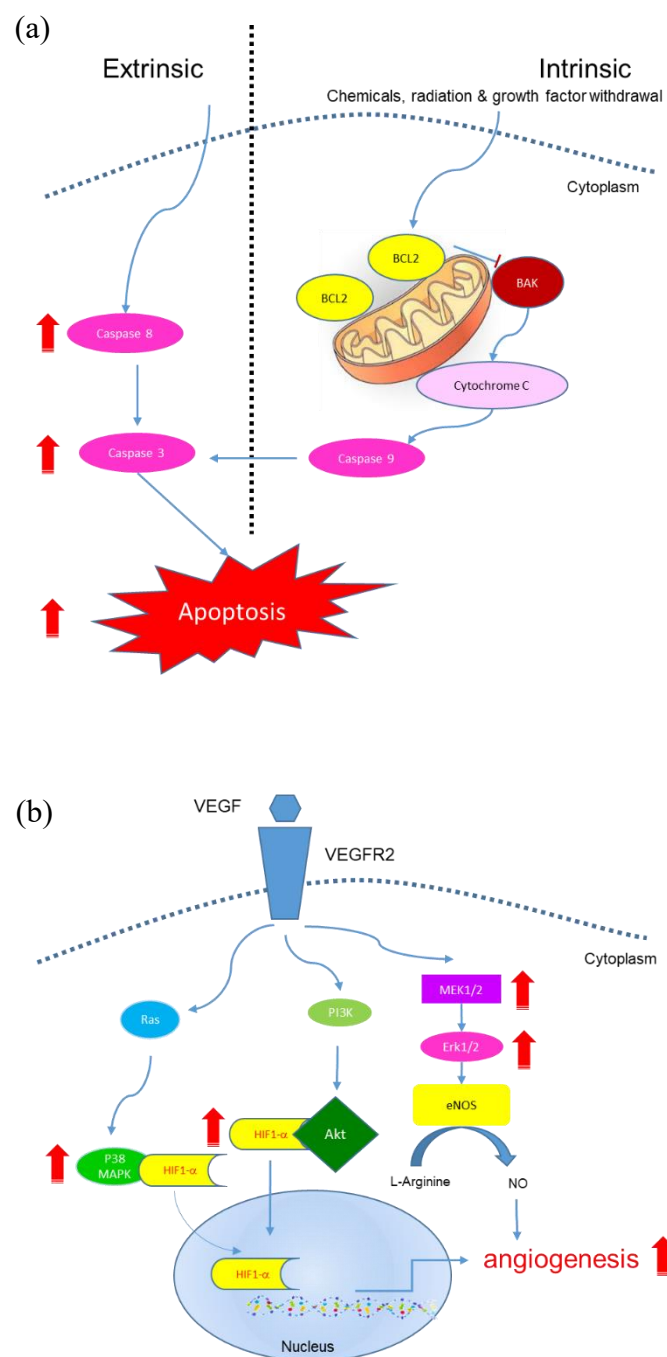 (a)
Extrinsic
Intrinsic
Chemicals, radiation & growth factor withdrawal
Cytoplasm
BCL2
BCL2
BAK
Caspase 8
Cytochrome C
Caspase 3
Caspase 9
Apoptosis
(b)
VEGF
VEGFR2
Cytoplasm
MEK1/2
Ras
PI3K
Erk1/2
eNOS
HIF1-α
Akt
P38
MAPK
HIF1-α
L-Arginine
NO
angiogenesis
HIF1-α
Nucleus